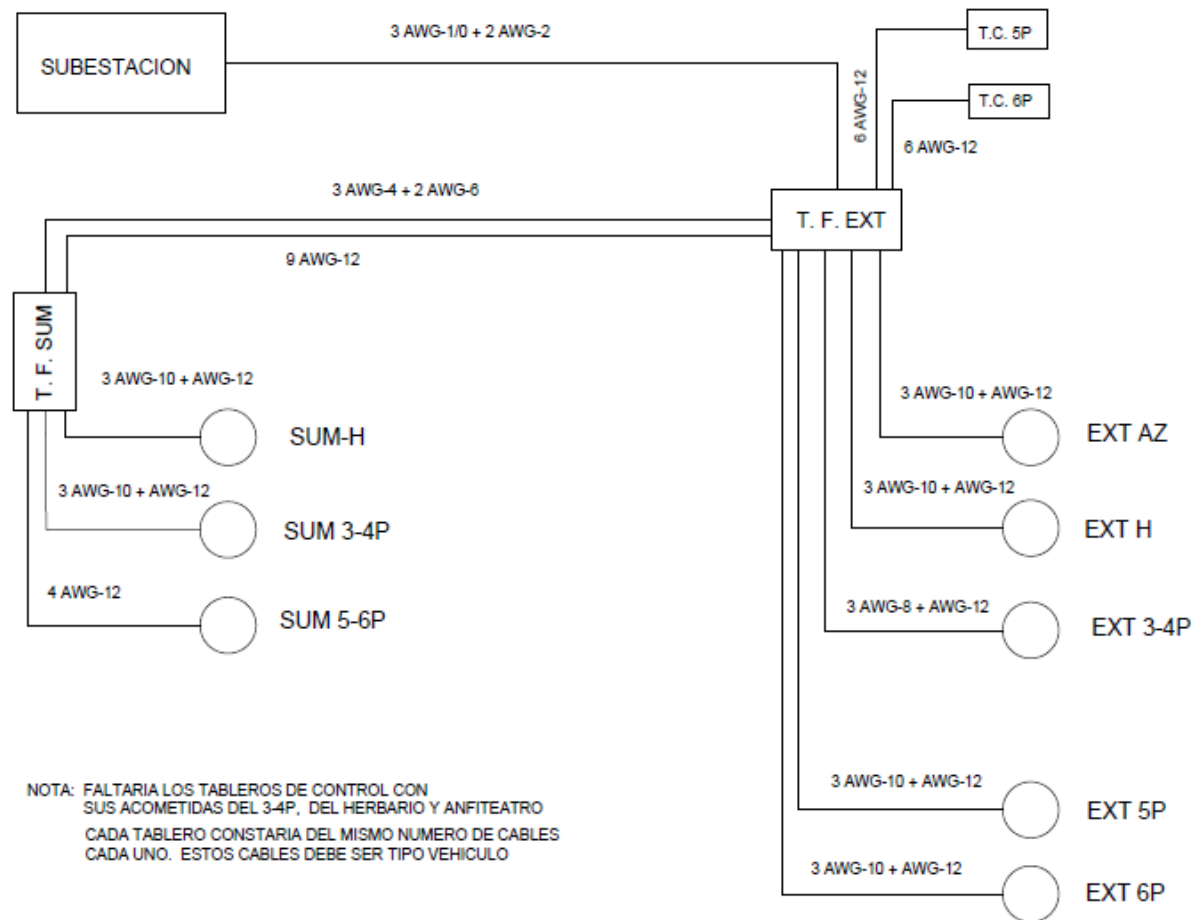 3 AWG-1/0 + 2 AWG-2
SUBESTACION
T.C. 5P
6 AWG-12
T.C. 6P
6 AWG-12
3 AWG-4 + 2 AWG-6
T. F. EXT
9 AWG-12
T. F. SUM
3 AWG-10 + AWG-12
SUM-H
3 AWG-10 + AWG-12
SUM 3-4P
4 AWG-12
SUM 5-6P
3 AWG-10 + AWG-12
EXT AZ
3 AWG-10 + AWG-12
EXT H
3 AWG-8 + AWG-12
EXT 3-4P
3 AWG-10 + AWG-12
EXT 5P
3 AWG-10 + AWG-12
EXT 6P
NOTA: FALTARIA LOS TABLEROS DE CONTROL CON
SUS ACOMETIDAS DEL 3-4P, DEL HERBARIO Y ANFITEATRO
CADA TABLERO CONSTARIA DEL MISMO NUMERO DE CABLES
CADA UNO. ESTOS CABLES DEBE SER TIPO VEHICULO